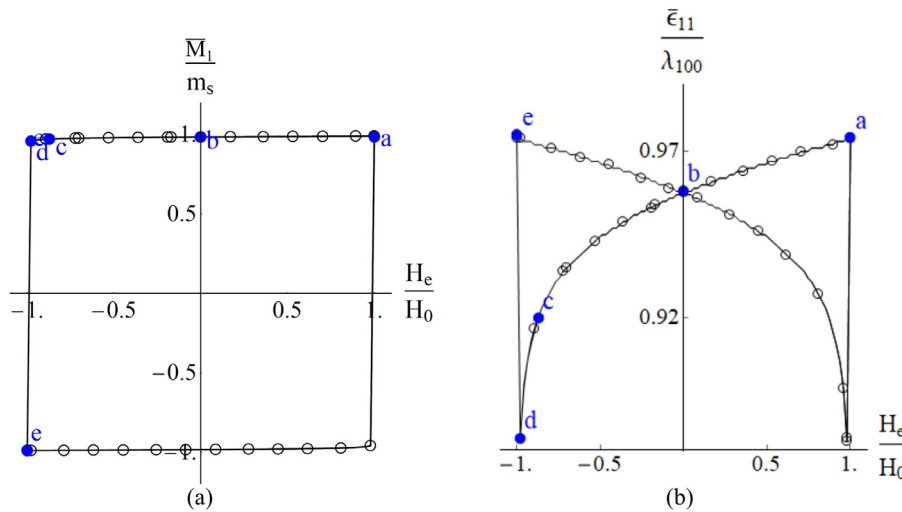 M̅₁
mₛ
e
d
c
b
a
1.
0.5
Hₑ
H₀
−1.
−0.5
0.5
1.
−0.5
e
−1.
(a)
ϵ̅₁₁
λ₁₀₀
e
a
0.97
b
c
0.92
d
−1.
−0.5
0.5
1.
Hₑ
H₀
(b)